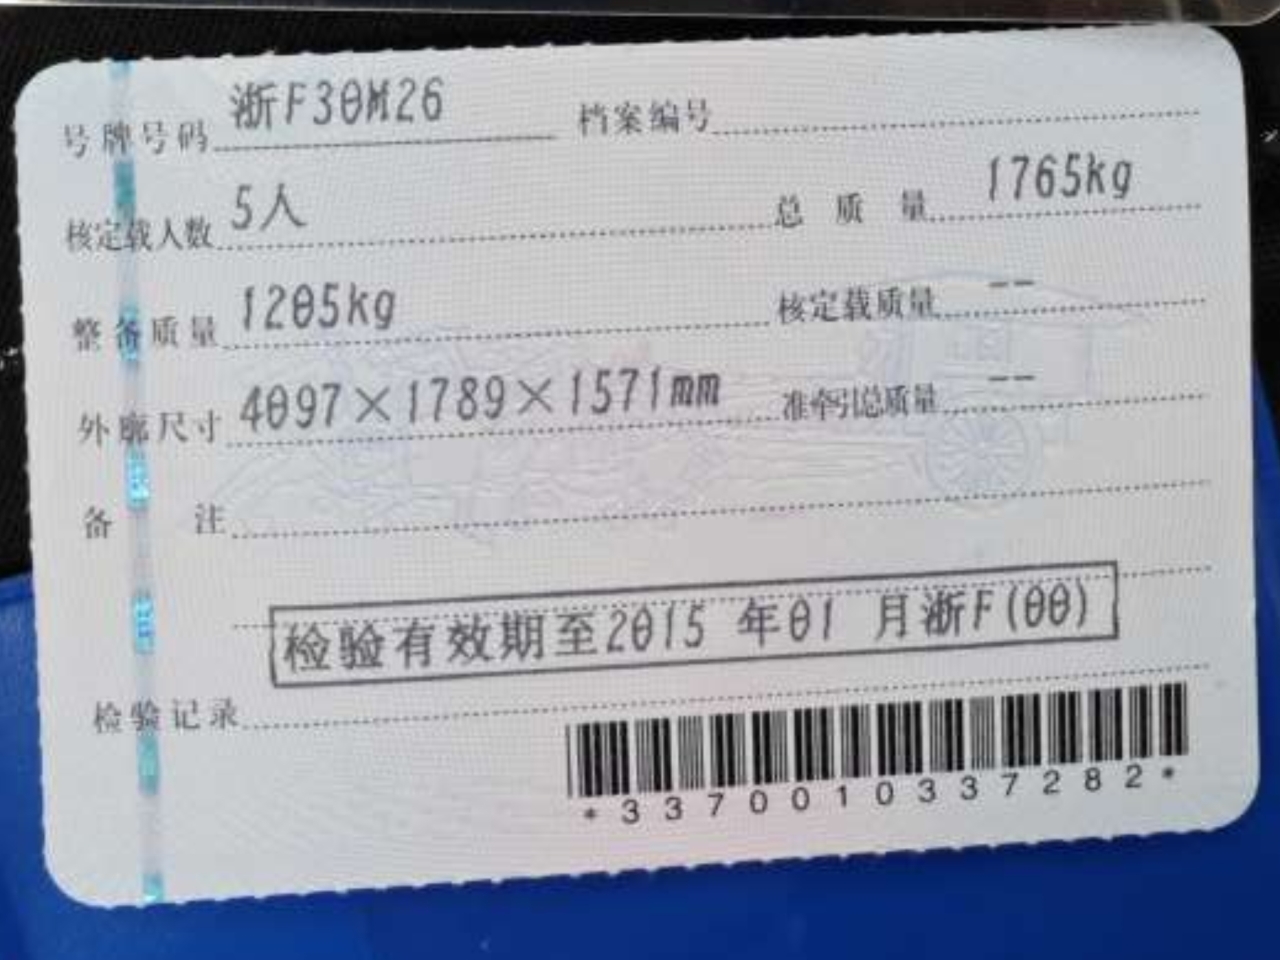 号牌号码 浙F30M26 档案编号
核定载人数 5人 总质量 1765kg
整备质量 1205kg 核定载质量 --
外廓尺寸 4097×1789×1571mm 准牵引总质量 --
备注
检验有效期至2015 年01 月浙F(00)
检验记录
*3370010337282*